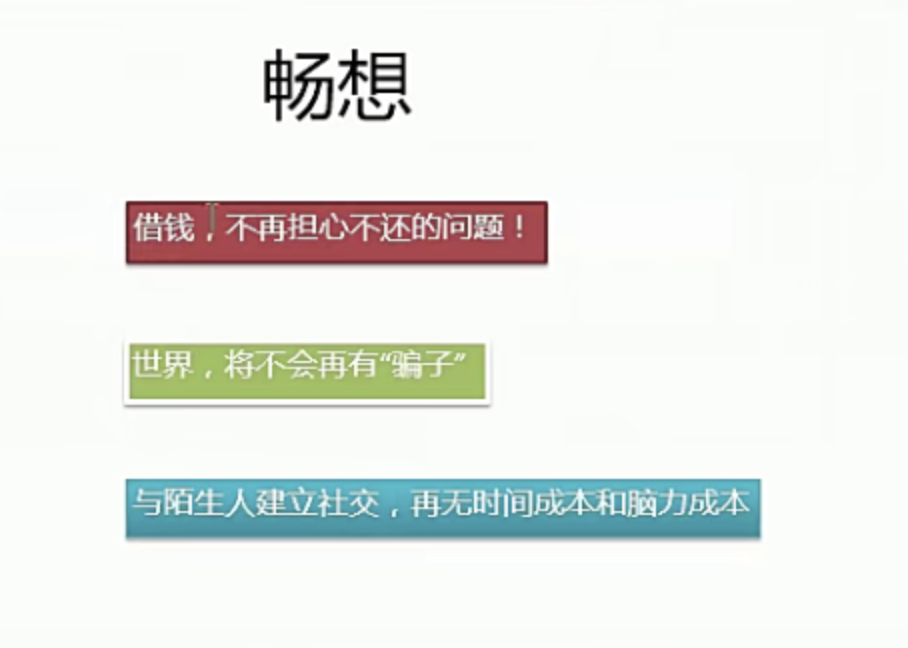 畅想
借钱，不再担心不还的问题！
世界，将不会再有“骗子”
与陌生人建立社交，再无时间成本和脑力成本